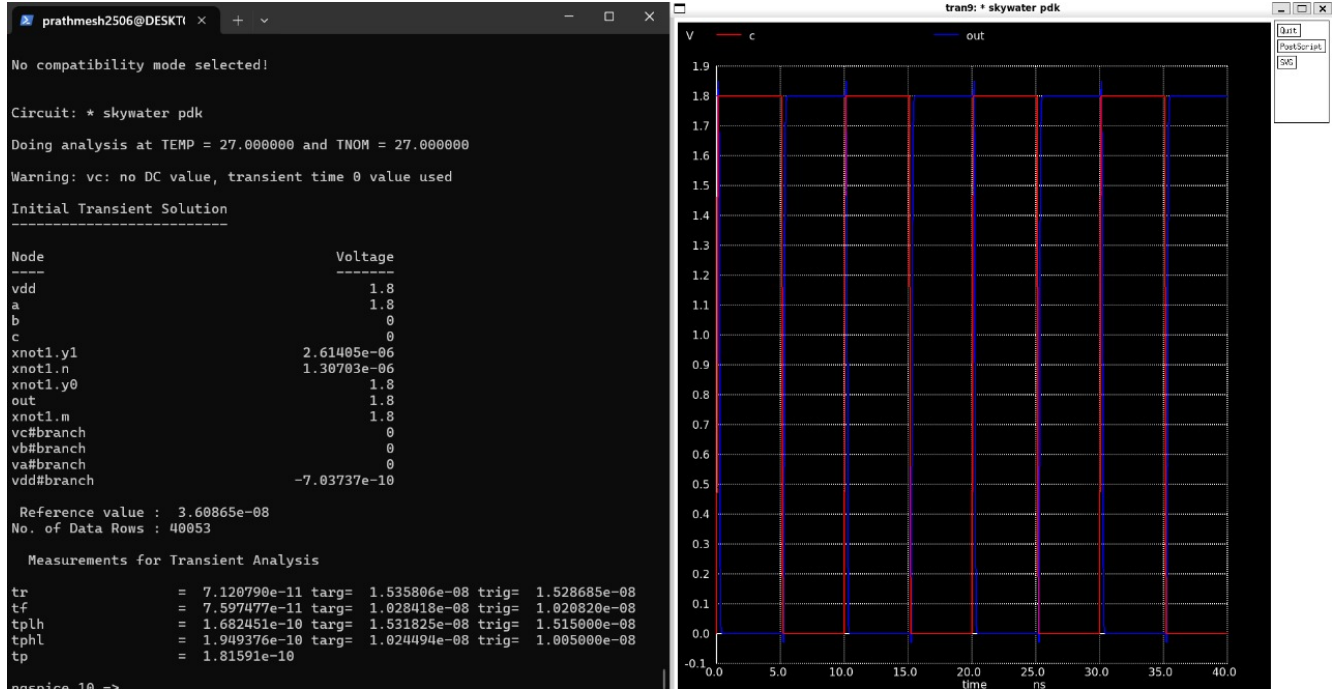 prathmesh2506@DESKT
No compatibility mode selected!
Circuit: * skywater pdk
Doing analysis at TEMP = 27.000000 and TNOM = 27.000000
Warning: vc: no DC value, transient time 0 value used
Initial Transient Solution
--------------------------
Node Voltage
---- -------
vdd 1.8
a 1.8
b 0
c 0
xnot1.y1 2.61405e-06
xnot1.n 1.30703e-06
xnot1.y0 1.8
out 1.8
xnot1.m 1.8
vc#branch 0
vb#branch 0
va#branch 0
vdd#branch -7.03737e-10
Reference value : 3.60865e-08
No. of Data Rows : 40053
Measurements for Transient Analysis
tr = 7.120790e-11 targ= 1.535806e-08 trig= 1.528685e-08
tf = 7.597477e-11 targ= 1.028418e-08 trig= 1.020820e-08
tplh = 1.682451e-10 targ= 1.531825e-08 trig= 1.515000e-08
tphl = 1.949376e-10 targ= 1.024494e-08 trig= 1.005000e-08
tp = 1.81591e-10
ngspice 10 ->
tran9: * skywater pdk
Quit
PostScript
SVG
V c out
1.9
1.8
1.7
1.6
1.5
1.4
1.3
1.2
1.1
1.0
0.9
0.8
0.7
0.6
0.5
0.4
0.3
0.2
0.1
0.0
-0.1
0.0 5.0 10.0 15.0 20.0 25.0 30.0 35.0 40.0
time ns